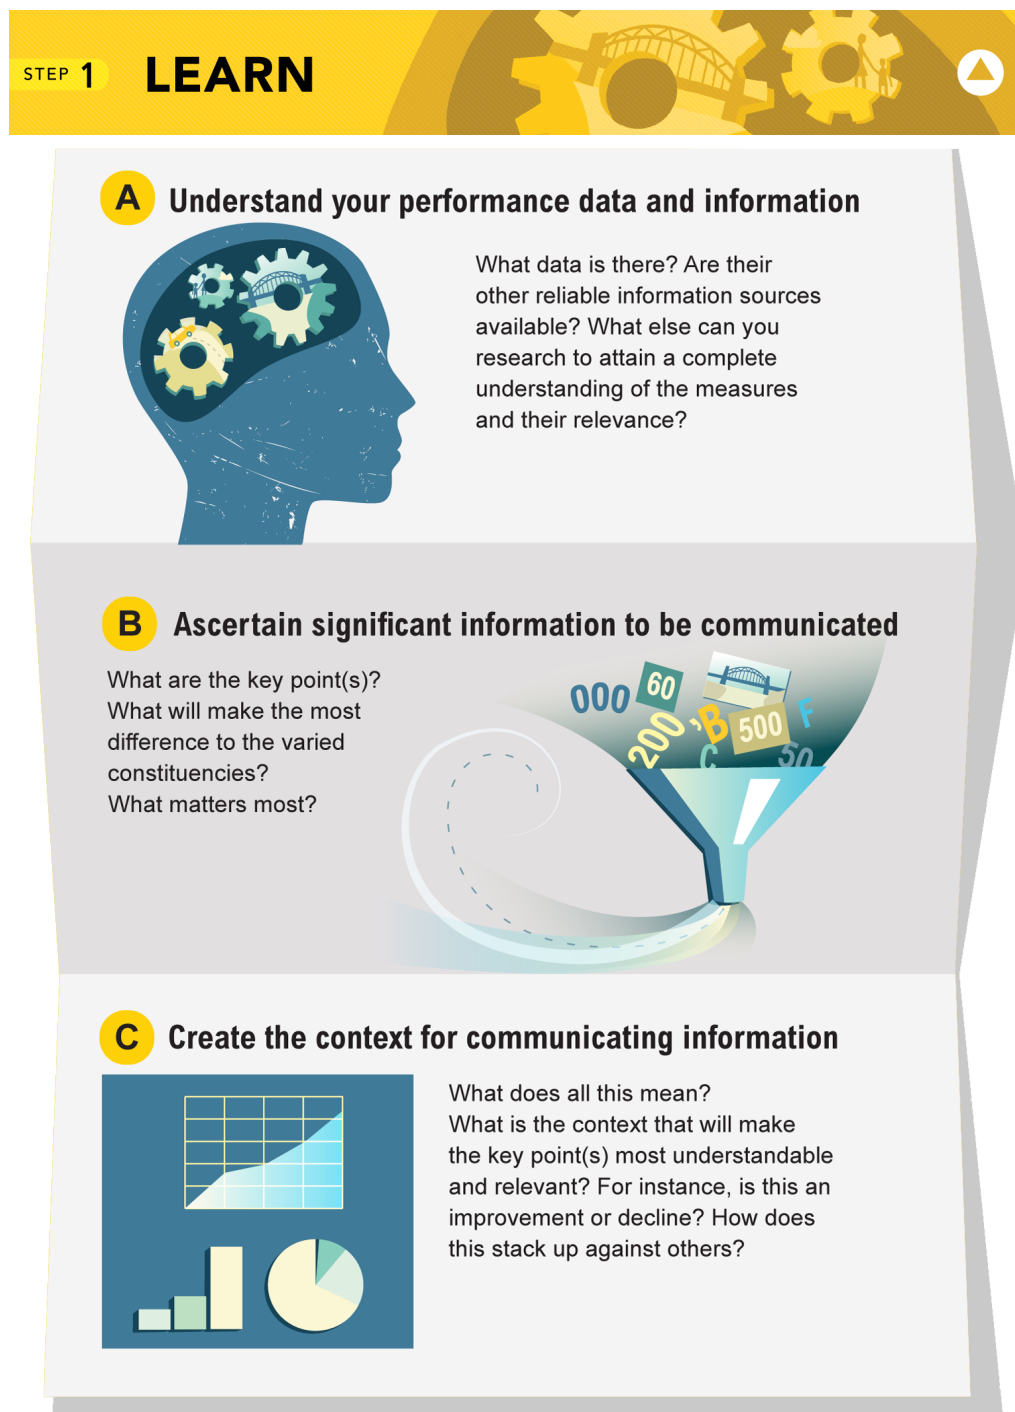 STEP 1 LEARN
A Understand your performance data and information
What data is there? Are their
other reliable information sources
available? What else can you
research to attain a complete
understanding of the measures
and their relevance?
B Ascertain significant information to be communicated
What are the key point(s)?
What will make the most
difference to the varied
constituencies?
What matters most?
000
60
200
,B
500
F
C
50
C Create the context for communicating information
What does all this mean?
What is the context that will make
the key point(s) most understandable
and relevant? For instance, is this an
improvement or decline? How does
this stack up against others?